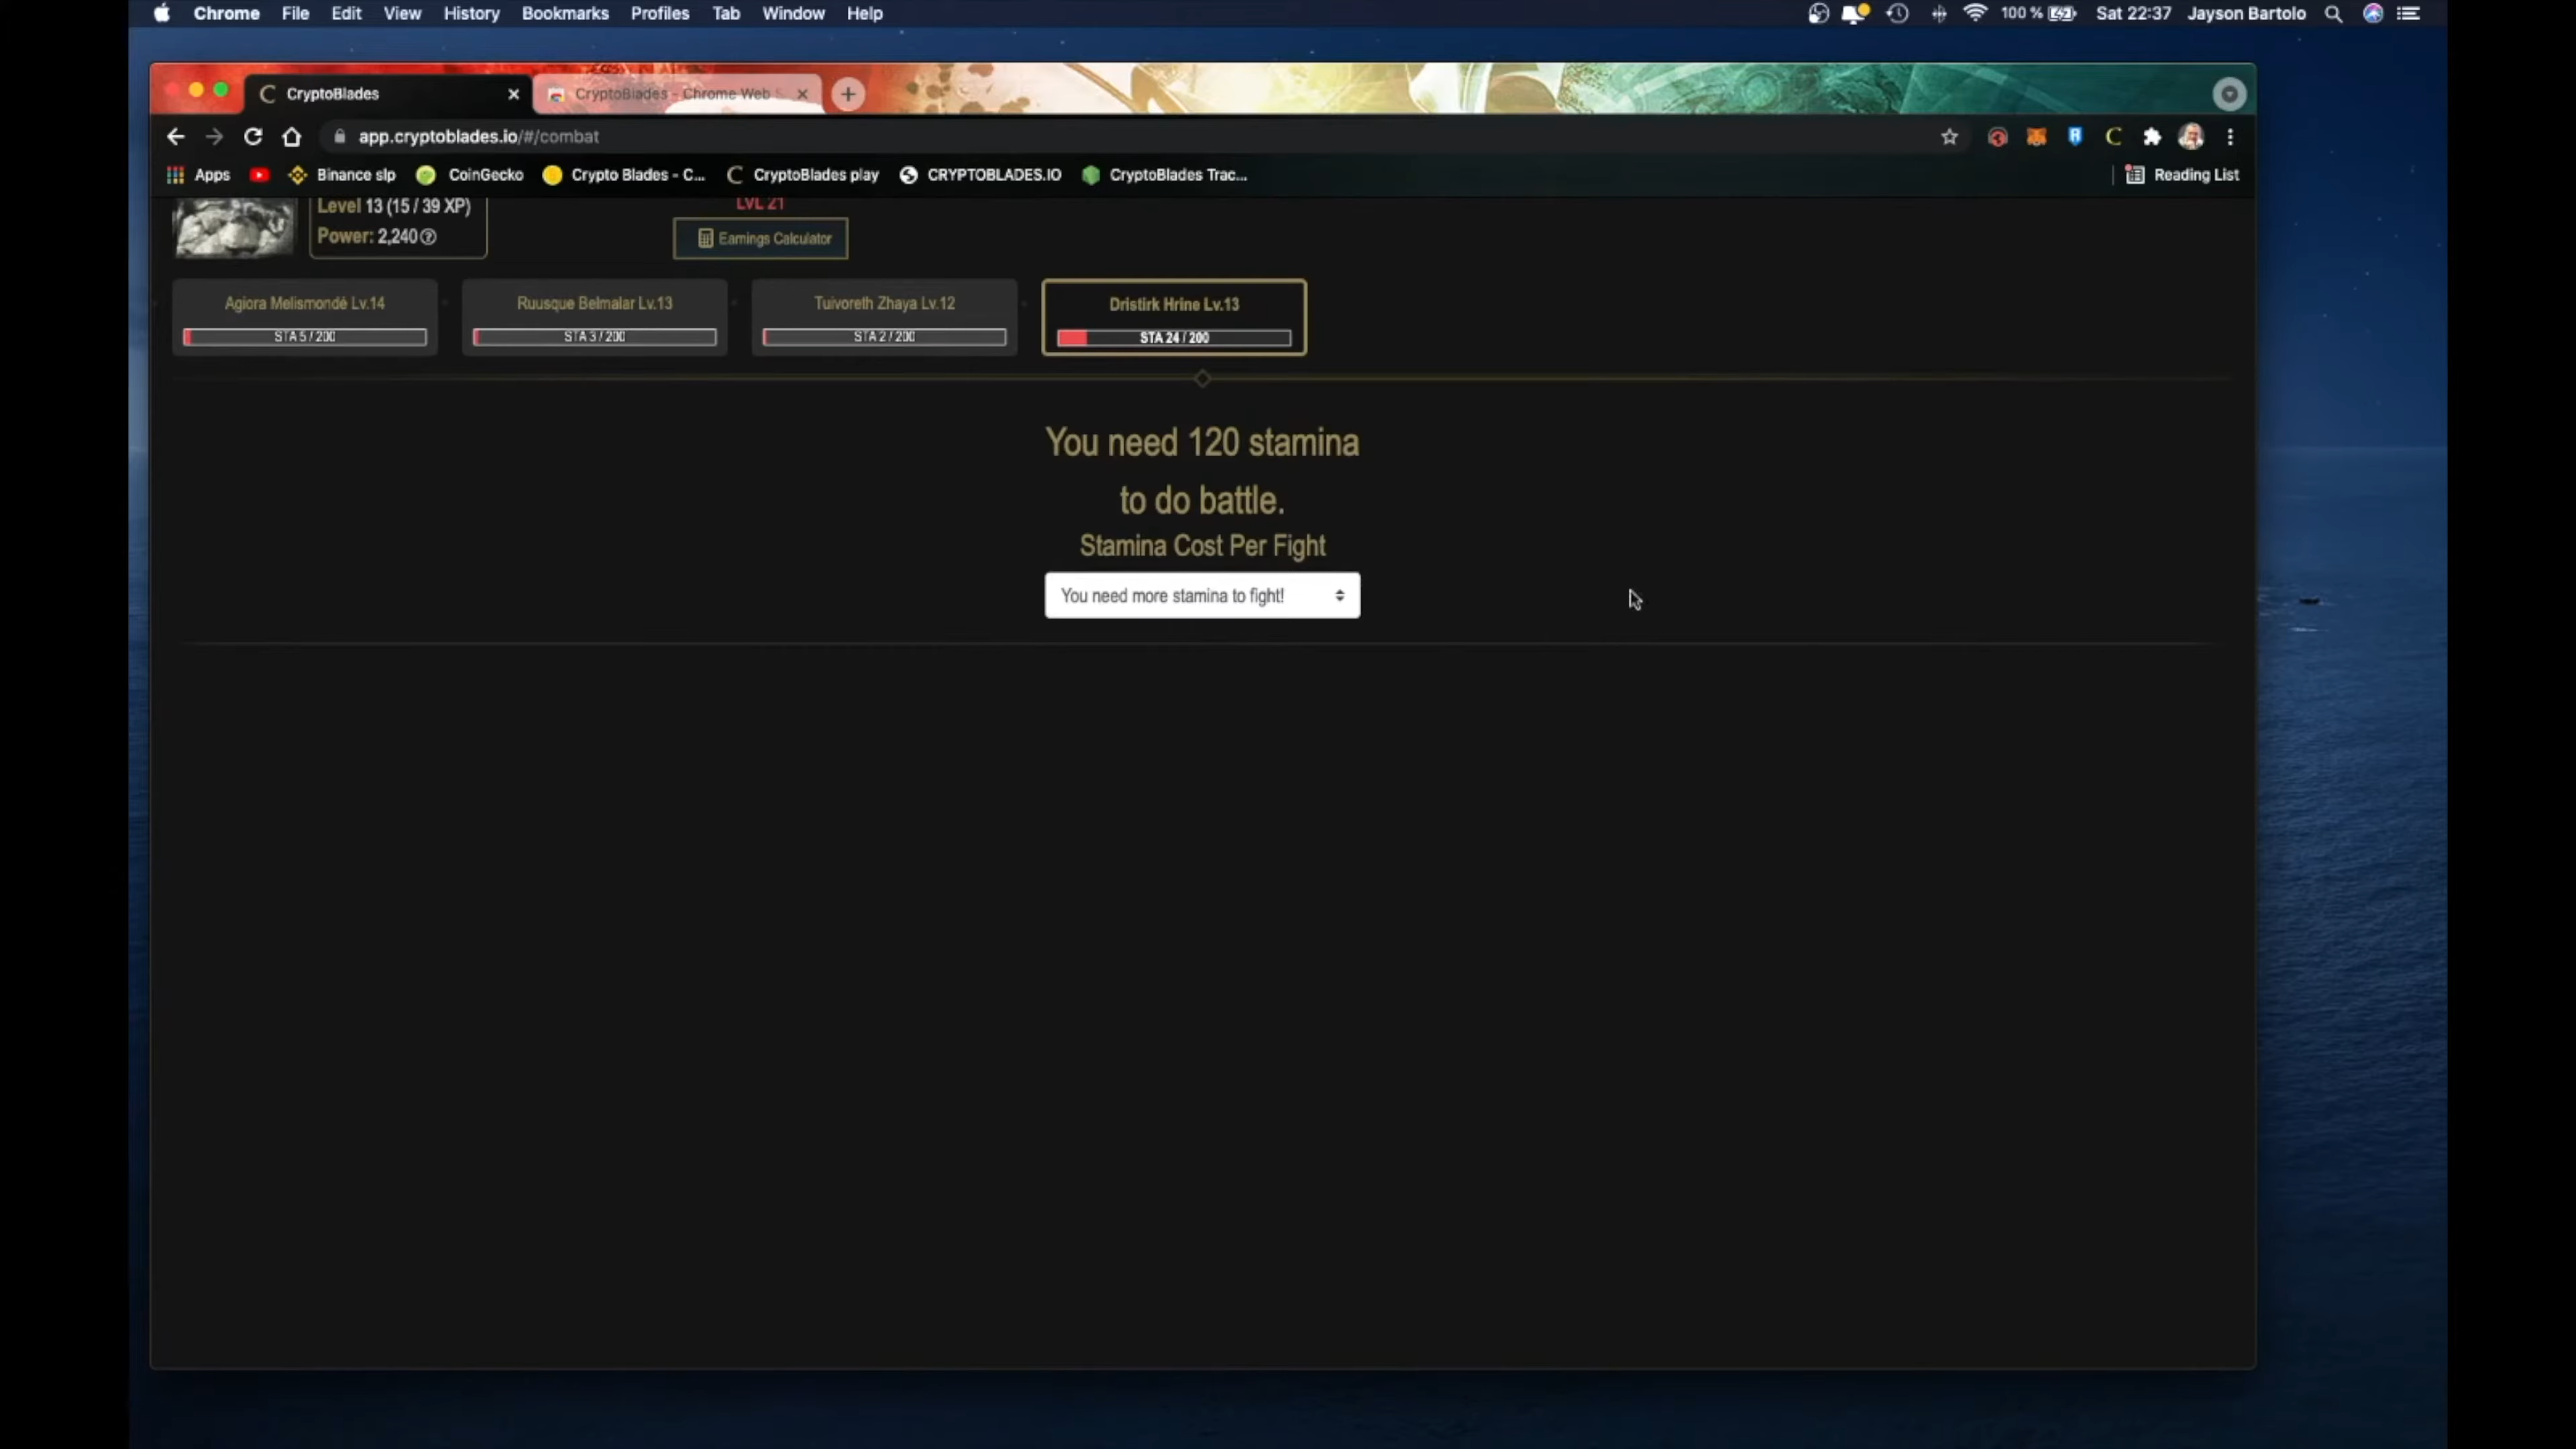 Chrome File Edit View History Bookmarks Profiles Tab Window Help
100 % Sat 22:37 Jayson Bartolo
CryptoBlades
CryptoBlades - Chrome Web
app.cryptoblades.io/#/combat
Apps Binance slp CoinGecko Crypto Blades - C... CryptoBlades play CRYPTOBLADES.IO CryptoBlades Trac... Reading List
Level 13 (15 / 39 XP)
Power: 2,240
LVL 21
Earnings Calculator
Agiora Melismondé Lv.14
STA 5 / 200
Ruusque Belmalar Lv.13
STA 3 / 200
Tuivoreth Zhaya Lv.12
STA 2 / 200
Dristirk Hrine Lv.13
STA 24 / 200
You need 120 stamina
to do battle.
Stamina Cost Per Fight
You need more stamina to fight!